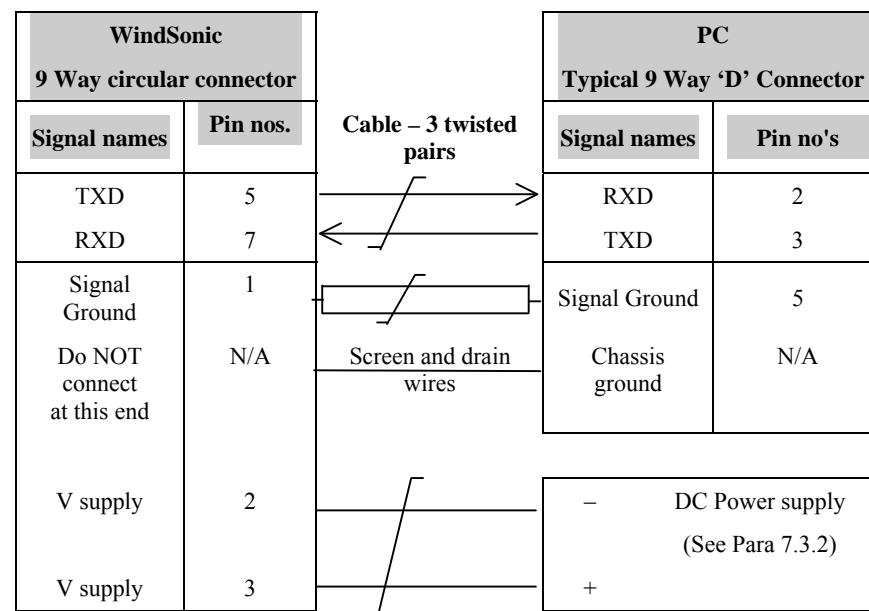 WindSonic
9 Way circular connector
PC
Typical 9 Way ‘D’ Connector
Signal names
Pin nos.
Cable – 3 twisted
pairs
Signal names
Pin no's
TXD
5
RXD
2
RXD
7
TXD
3
Signal
Ground
1
Signal Ground
5
Do NOT
connect
at this end
N/A
Screen and drain
wires
Chassis
ground
N/A
V supply
2
–
DC Power supply
(See Para 7.3.2)
V supply
3
+